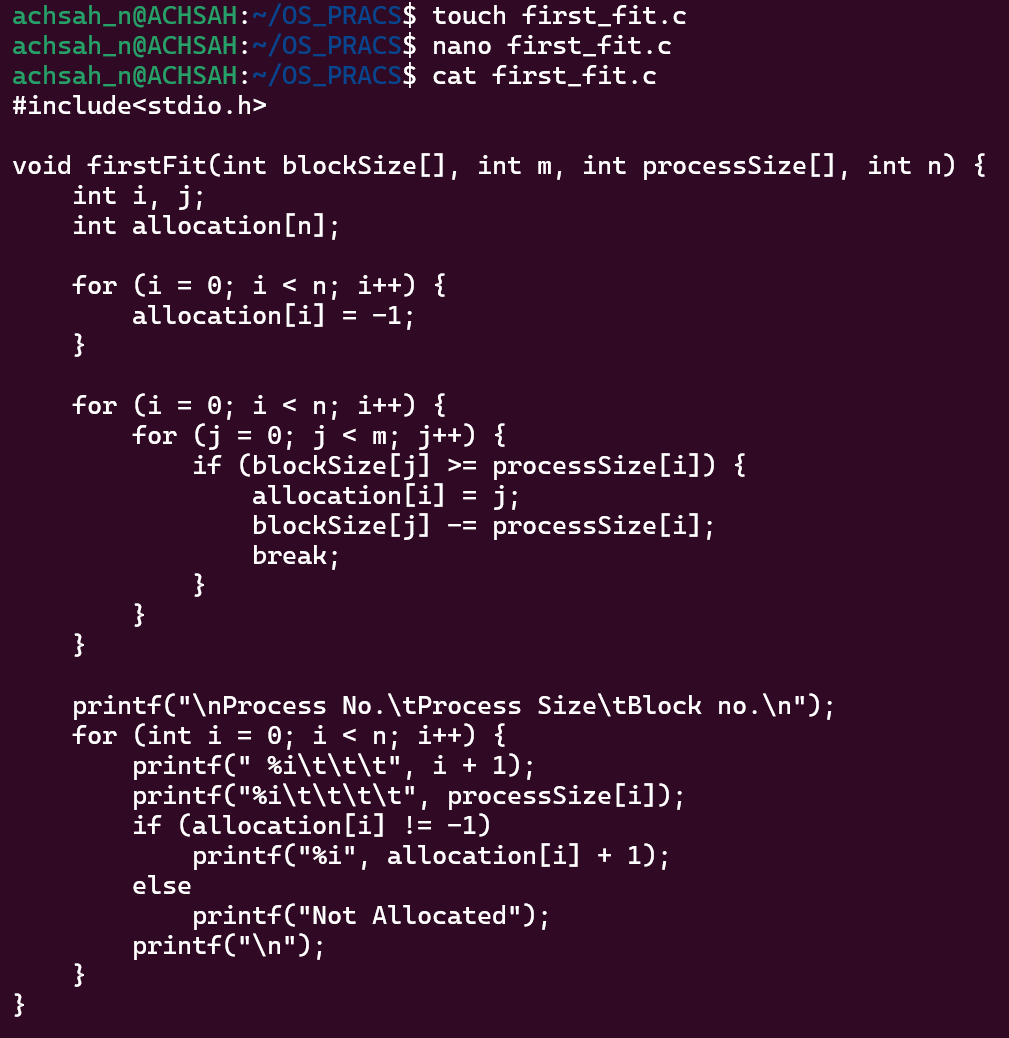 achsah_n@ACHSAH:~/OS_PRACS$ touch first_fit.c
achsah_n@ACHSAH:~/OS_PRACS$ nano first_fit.c
achsah_n@ACHSAH:~/OS_PRACS$ cat first_fit.c
#include<stdio.h>

void firstFit(int blockSize[], int m, int processSize[], int n) {
    int i, j;
    int allocation[n];

    for (i = 0; i < n; i++) {
        allocation[i] = -1;
    }

    for (i = 0; i < n; i++) {
        for (j = 0; j < m; j++) {
            if (blockSize[j] >= processSize[i]) {
                allocation[i] = j;
                blockSize[j] -= processSize[i];
                break;
            }
        }
    }

    printf("\nProcess No.\tProcess Size\tBlock no.\n");
    for (int i = 0; i < n; i++) {
        printf(" %i\t\t\t", i + 1);
        printf("%i\t\t\t\t", processSize[i]);
        if (allocation[i] != -1)
            printf("%i", allocation[i] + 1);
        else
            printf("Not Allocated");
        printf("\n");
    }
}